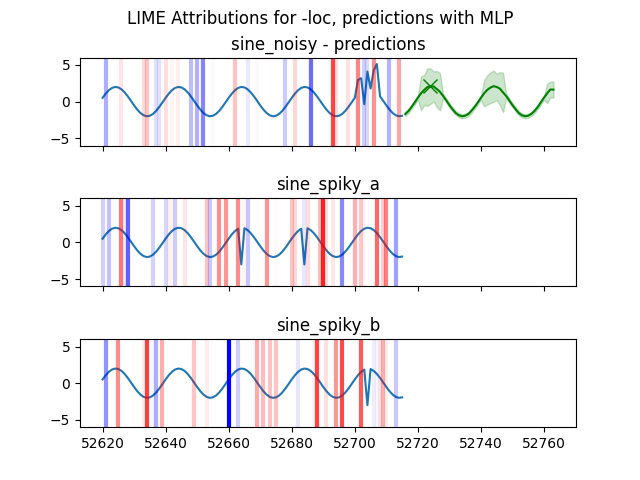 LIME Attributions for -loc, predictions with MLP
sine_noisy - predictions
5
0
−5
sine_spiky_a
5
0
−5
sine_spiky_b
5
0
−5
52620 52640 52660 52680 52700 52720 52740 52760